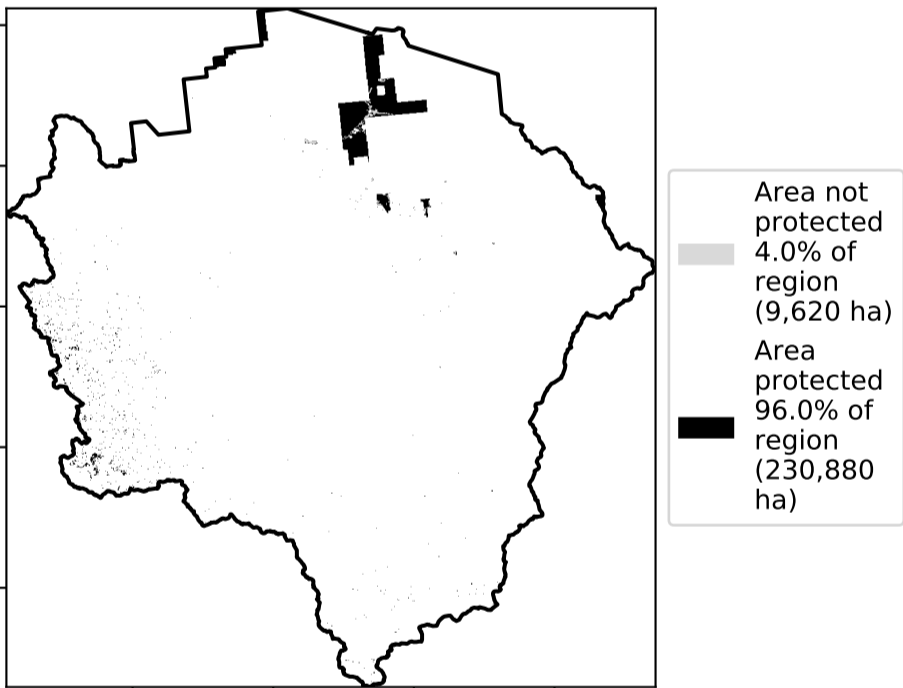 Area not
protected
4.0% of
region
(9,620 ha)
Area
protected
96.0% of
region
(230,880
ha)